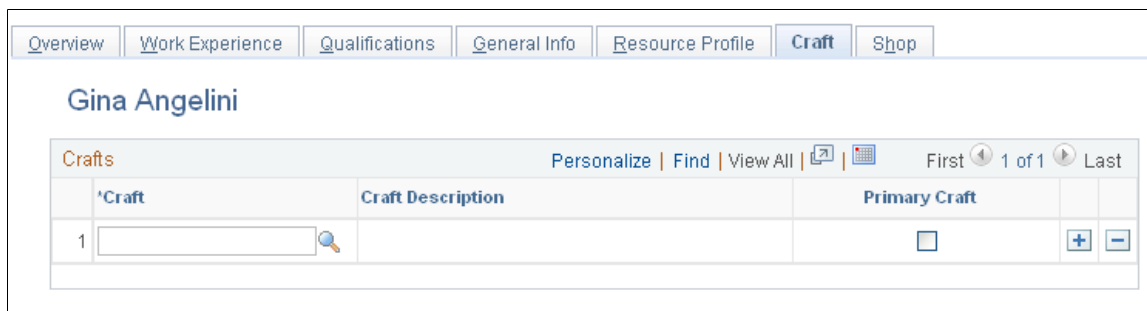 Overview Work Experience Qualifications General Info Resource Profile Craft Shop
Gina Angelini
Crafts Personalize | Find | View All | | First 1 of 1 Last
*Craft Craft Description Primary Craft
1